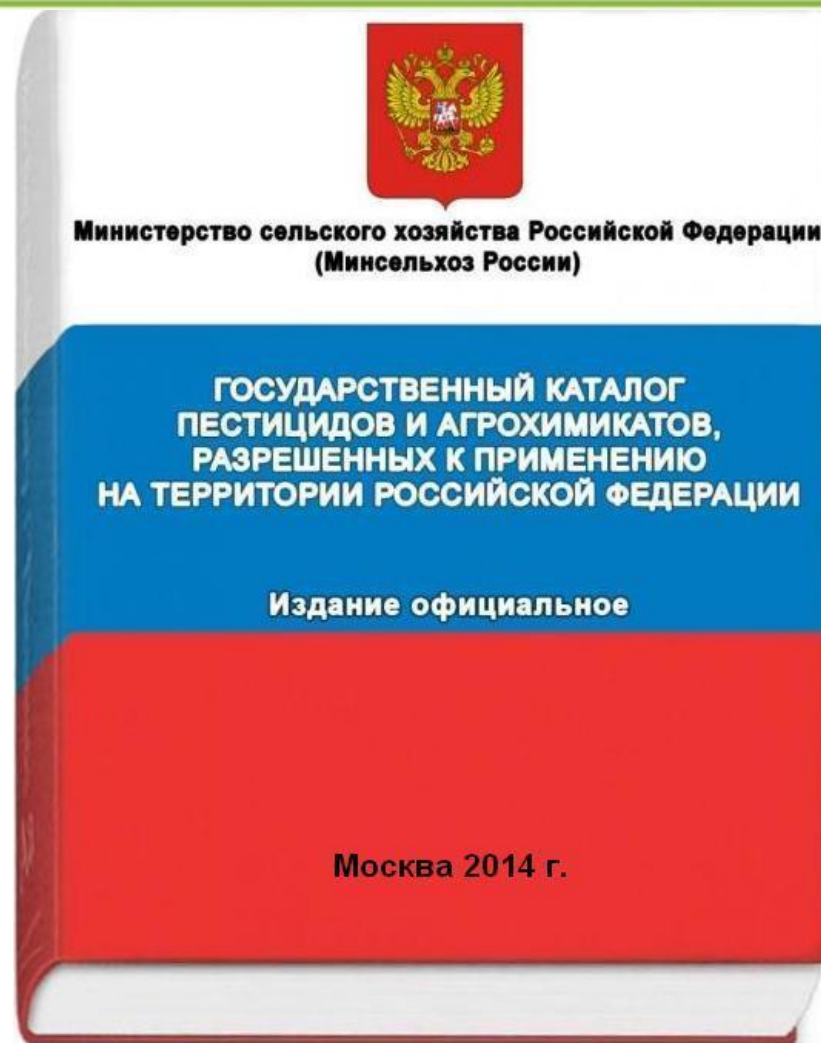 Министерство сельского хозяйства Российской Федерации
(Минсельхоз России)
ГОСУДАРСТВЕННЫЙ КАТАЛОГ
ПЕСТИЦИДОВ И АГРОХИМИКАТОВ,
РАЗРЕШЕННЫХ К ПРИМЕНЕНИЮ
НА ТЕРРИТОРИИ РОССИЙСКОЙ ФЕДЕРАЦИИ
Издание официальное
Москва 2014 г.